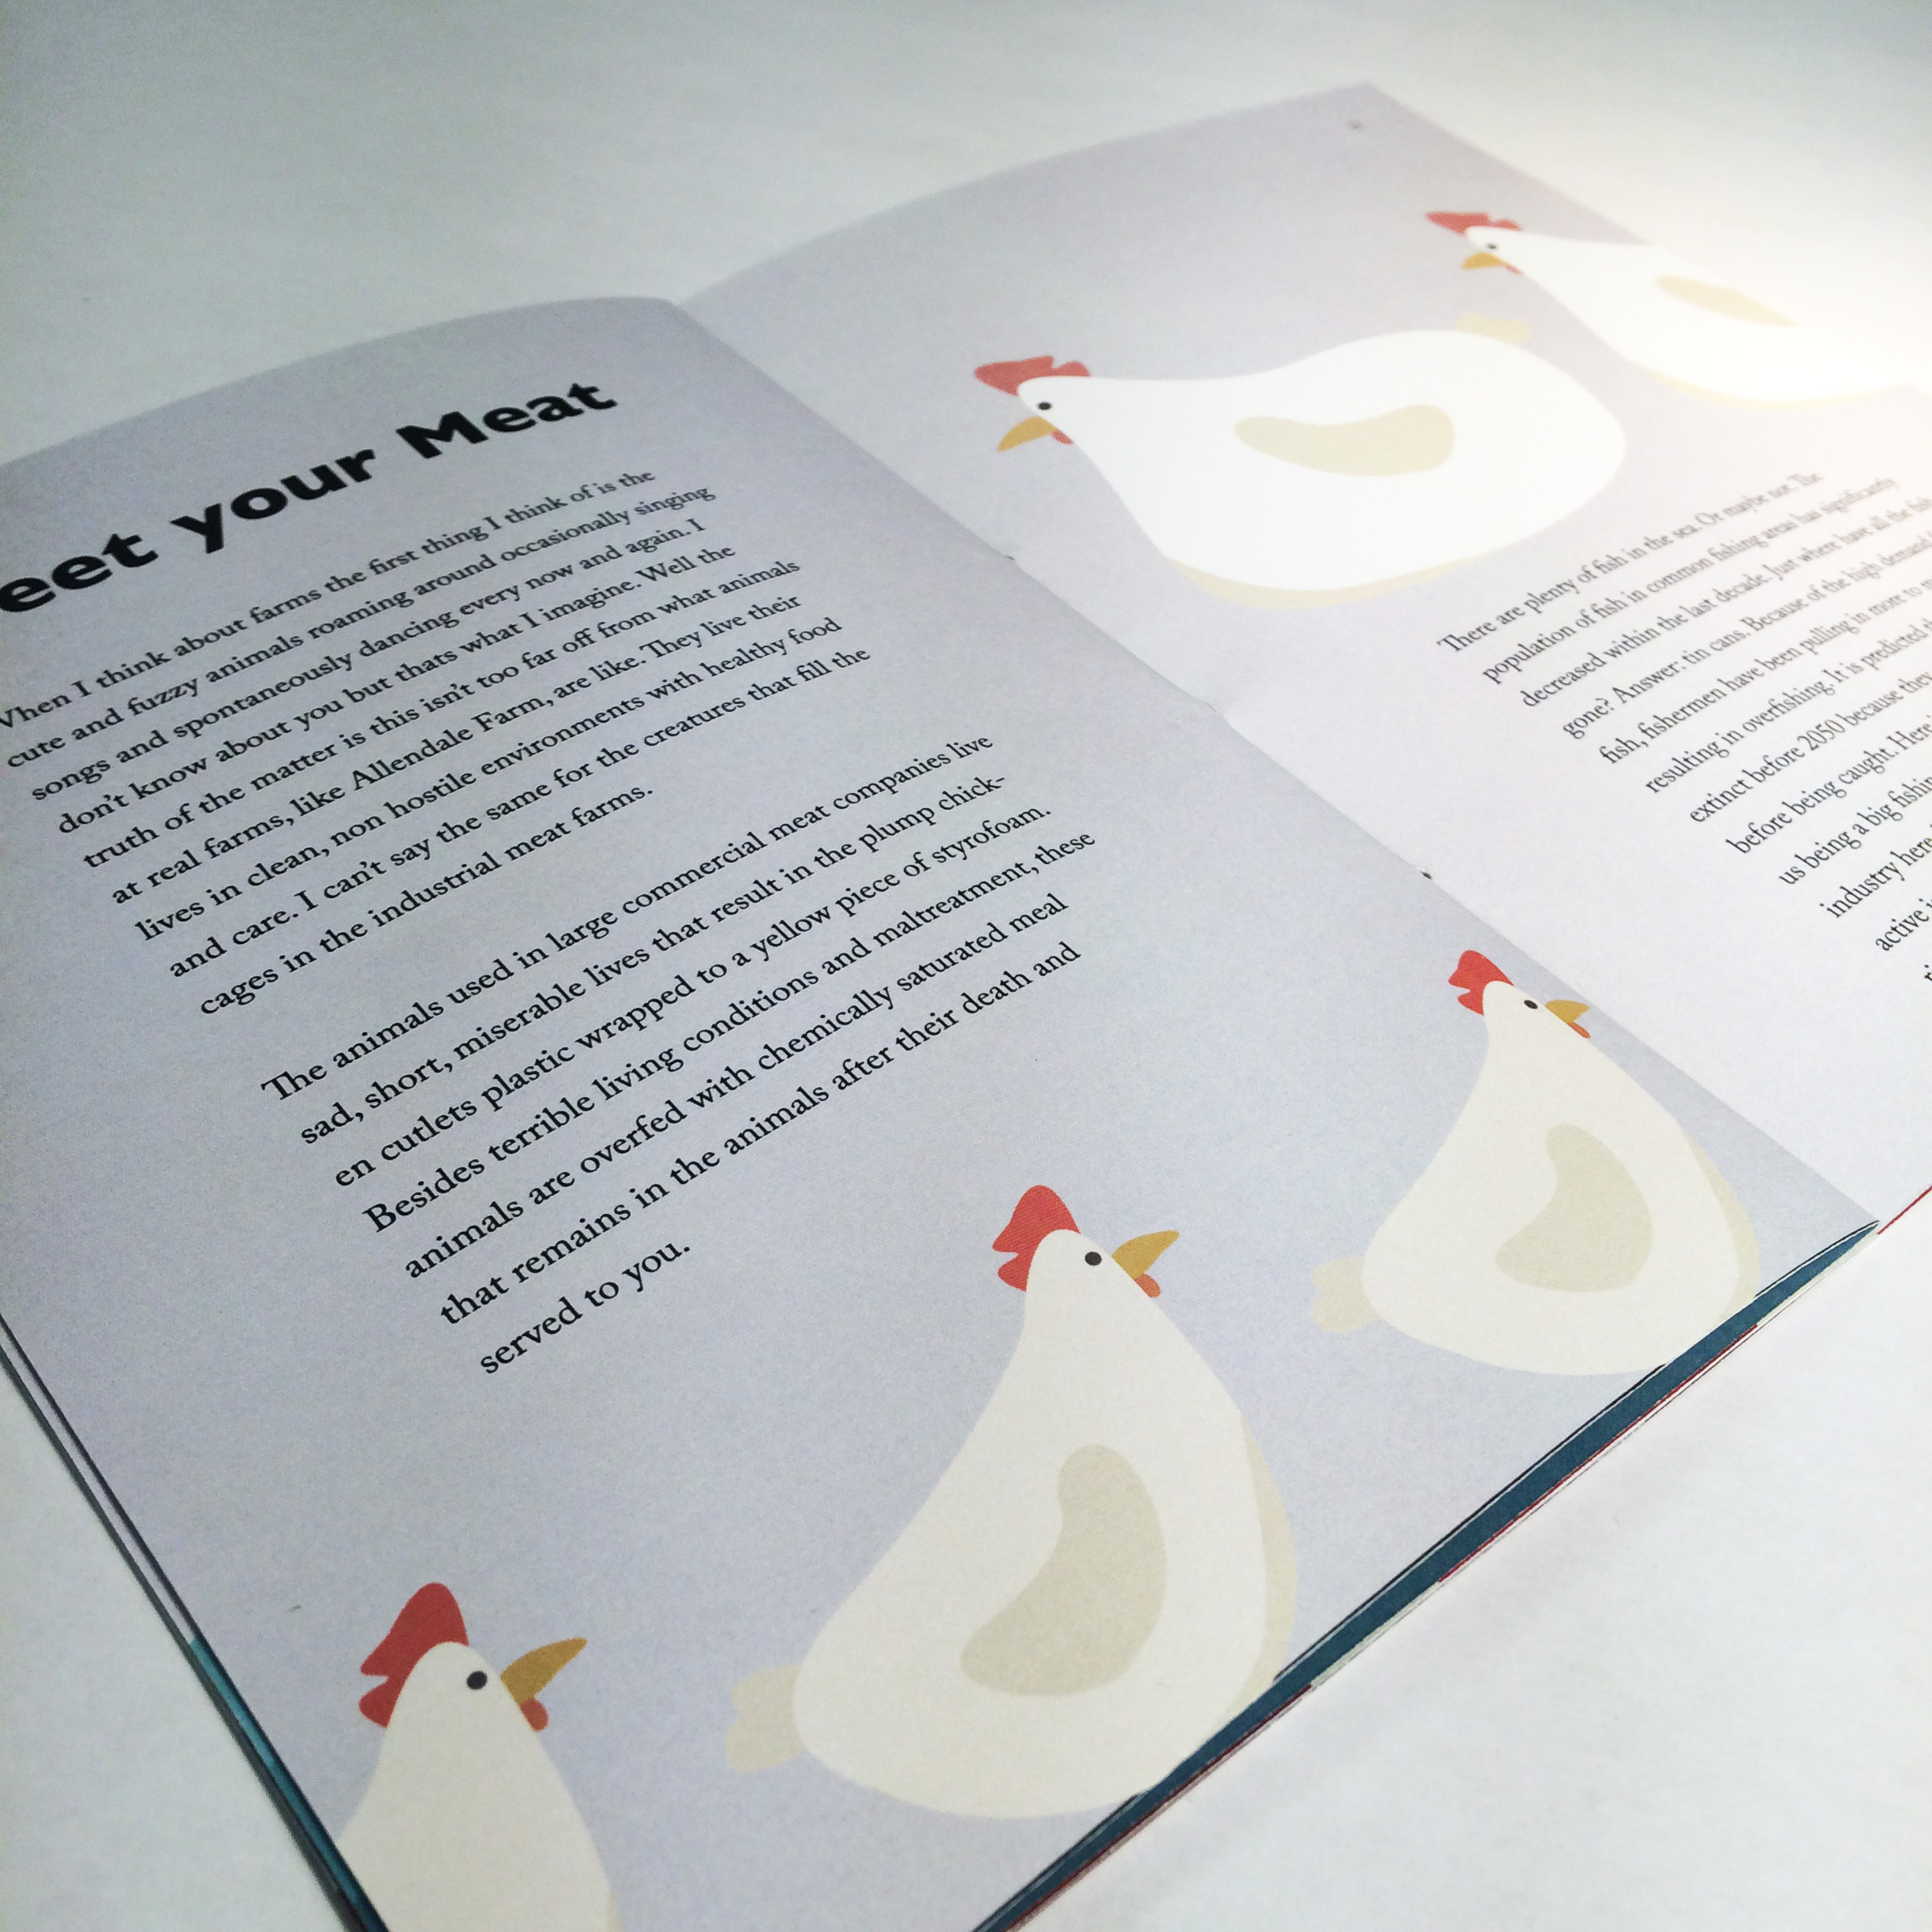 eet your Meat
When I think about farms the first thing I think of is the
cute and fuzzy animals roaming around occasionally singing
songs and spontaneously dancing every now and again. I
don't know about you but thats what I imagine. Well the
truth of the matter is this isn't too far off from what animals
at real farms, like Allendale Farm, are like. They live their
lives in clean, non hostile environments with healthy food
and care. I can't say the same for the creatures that fill the
cages in the industrial meat farms.
The animals used in large commercial meat companies live
sad, short, miserable lives that result in the plump chick-
en cutlets plastic wrapped to a yellow piece of styrofoam.
Besides terrible living conditions and maltreatment, these
animals are overfed with chemically saturated meal
that remains in the animals after their death and
served to you.
There are plenty of fish in the sea. Or maybe not. The
population of fish in common fishing areas has significantly
decreased within the last decade. Just where have all the fish
gone? Answer: tin cans. Because of the high demand
fish, fishermen have been pulling in more to
resulting in overfishing. It is predicted
extinct before 2050 because they
before being caught. Here
us being a big fishing
industry here
active